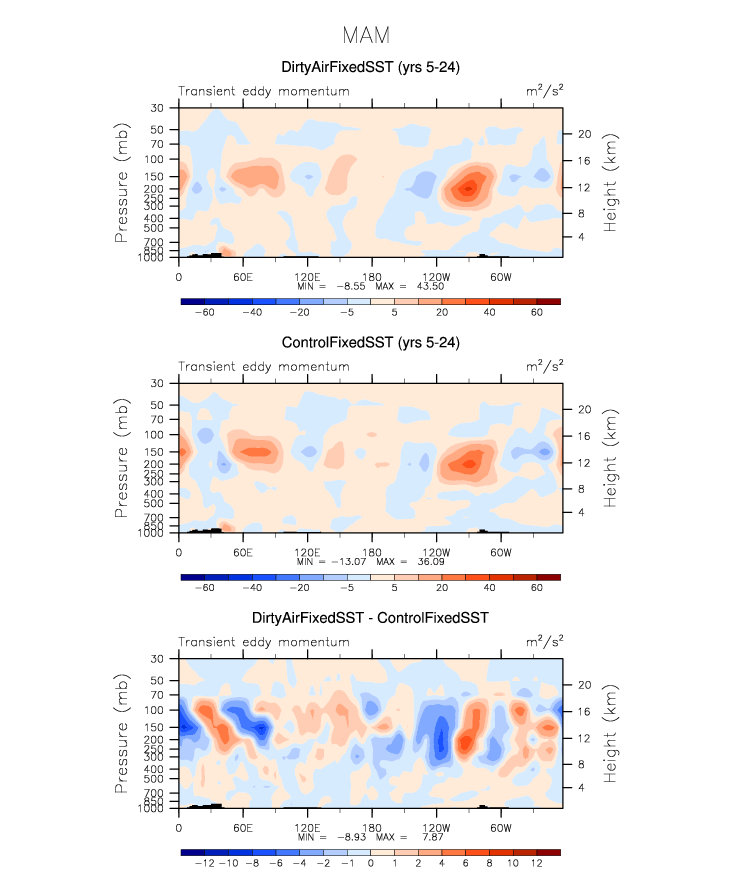 MAM
DirtyAirFixedSST (yrs 5-24)
Transient eddy momentum m²/s²
Pressure (mb)
30
50
70
100
150
200
250
300
400
500
700
850
1000
Height (km)
20
16
12
8
4
0 60E 120E 180 120W 60W
MIN = -8.55 MAX = 43.50
-60 -40 -20 -5 5 20 40 60
ControlFixedSST (yrs 5-24)
Transient eddy momentum m²/s²
Pressure (mb)
30
50
70
100
150
200
250
300
400
500
700
850
1000
Height (km)
20
16
12
8
4
0 60E 120E 180 120W 60W
MIN = -13.07 MAX = 36.09
-60 -40 -20 -5 5 20 40 60
DirtyAirFixedSST - ControlFixedSST
Transient eddy momentum m²/s²
Pressure (mb)
30
50
70
100
150
200
250
300
400
500
700
850
1000
Height (km)
20
16
12
8
4
0 60E 120E 180 120W 60W
MIN = -8.93 MAX = 7.87
-12 -10 -8 -6 -4 -2 -1 0 1 2 4 6 8 10 12